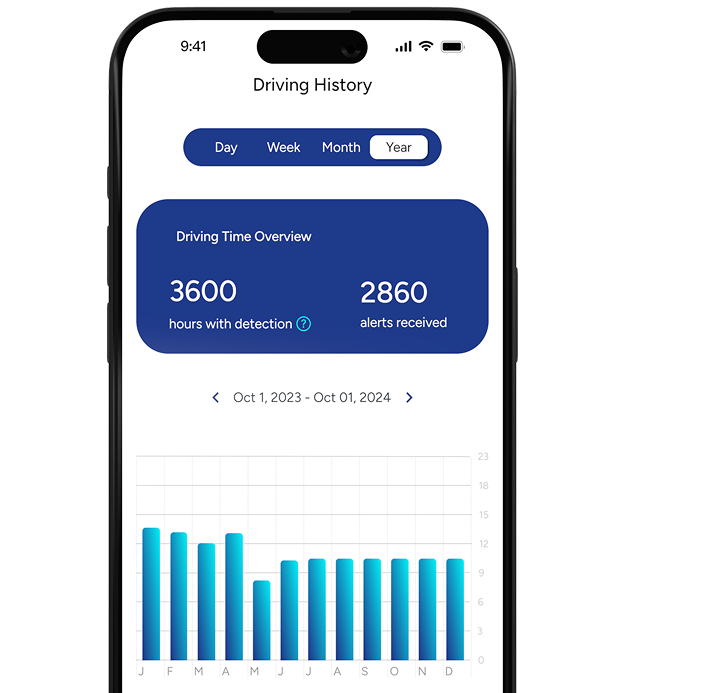 9:41
Driving History
Day Week Month Year
Driving Time Overview
3600 2860
hours with detection ? alerts received
< Oct 1, 2023 - Oct 01, 2024 >
23
18
15
12
9
6
3
0
J F M A M J J A S O N D